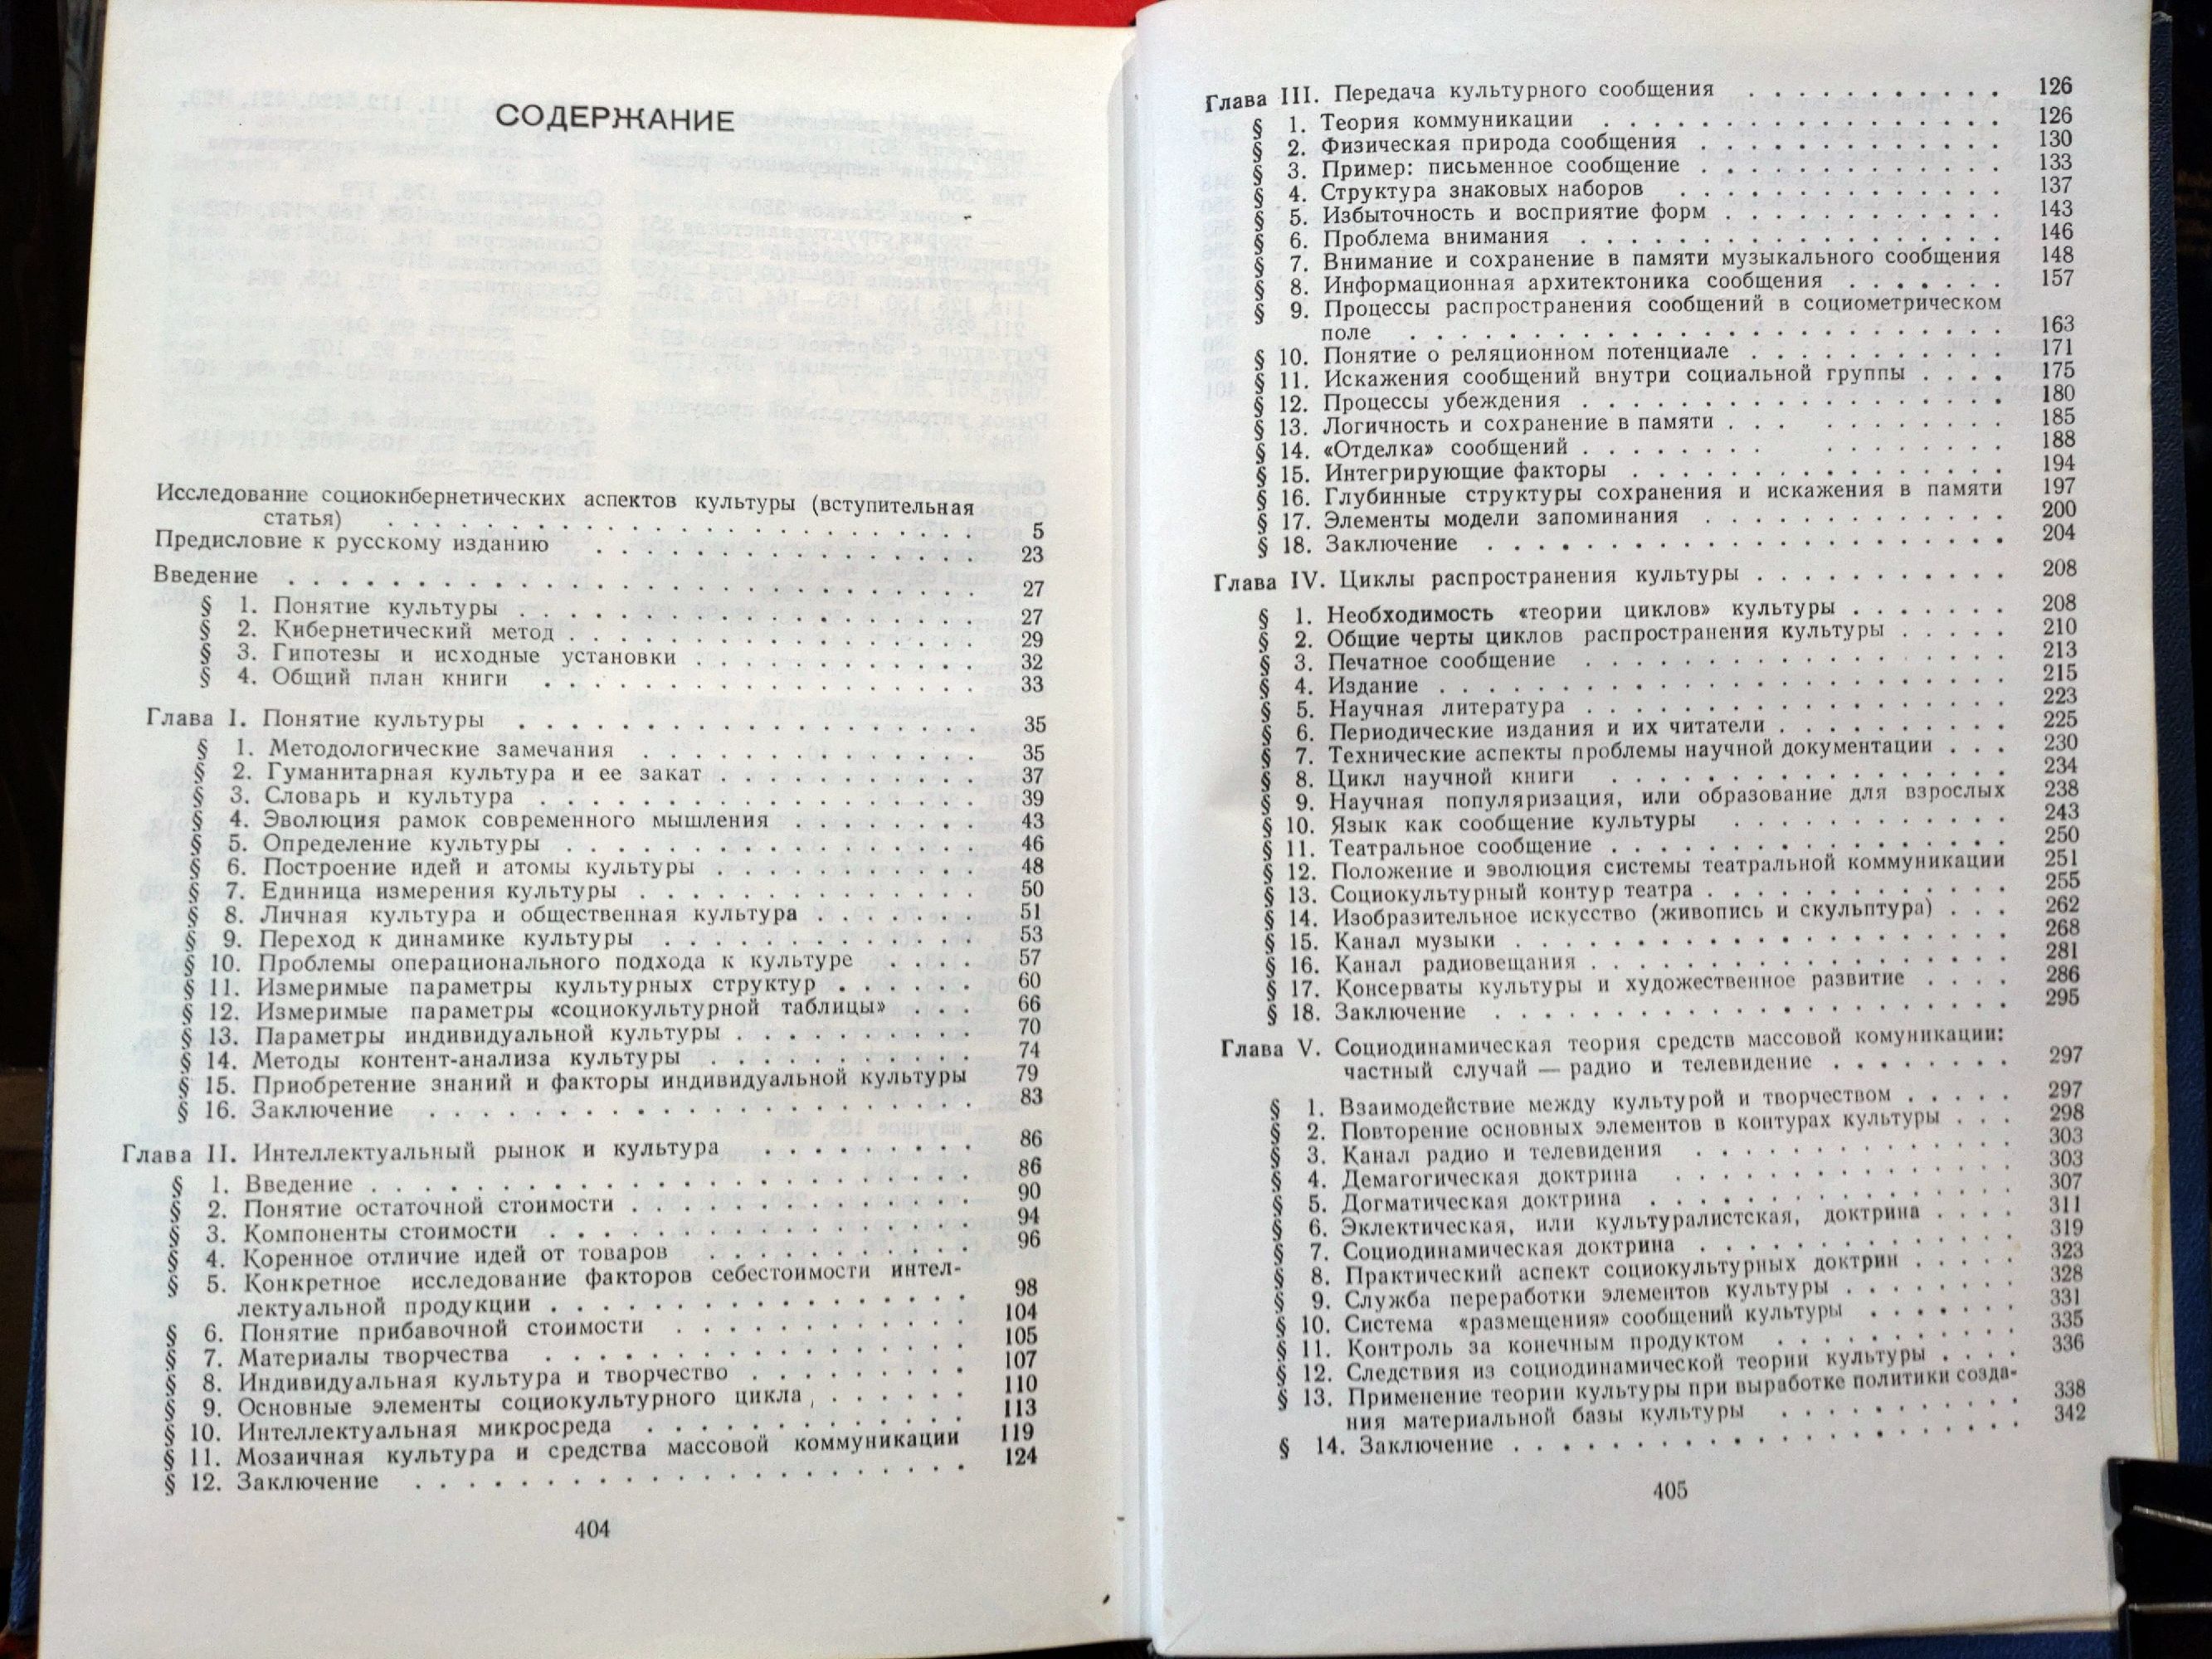 СОДЕРЖАНИЕ
Исследование социокибернетических аспектов культуры (вступительная
статья) . . . . . . . . . . . . . . . . . . . . 5
Предисловие к русскому изданию . . . . . . . . . . . . 23
Введение . . . . . . . . . . . . . . . . . . . . 27
§ 1. Понятие культуры . . . . . . . . . . . . . . . 27
§ 2. Кибернетический метод . . . . . . . . . . . . . 29
§ 3. Гипотезы и исходные установки . . . . . . . . . . 32
§ 4. Общий план книги . . . . . . . . . . . . . . . 33
Глава I. Понятие культуры . . . . . . . . . . . . . . 35
§ 1. Методологические замечания . . . . . . . . . . . 35
§ 2. Гуманитарная культура и ее закат . . . . . . . . . 37
§ 3. Словарь и культура . . . . . . . . . . . . . . 39
§ 4. Эволюция рамок современного мышления . . . . . . . 43
§ 5. Определение культуры . . . . . . . . . . . . . 46
§ 6. Построение идей и атомы культуры . . . . . . . . . 48
§ 7. Единица измерения культуры . . . . . . . . . . . 50
§ 8. Личная культура и общественная культура . . . . . . 51
§ 9. Переход к динамике культуры . . . . . . . . . . . 53
§ 10. Проблемы операционального подхода к культуре . . . . 57
§ 11. Измеримые параметры культурных структур . . . . . . 60
§ 12. Измеримые параметры «социокультурной таблицы» . . . 66
§ 13. Параметры индивидуальной культуры . . . . . . . . 70
§ 14. Методы контент-анализа культуры . . . . . . . . . 74
§ 15. Приобретение знаний и факторы индивидуальной культуры 79
§ 16. Заключение . . . . . . . . . . . . . . . . . 83
Глава II. Интеллектуальный рынок и культура . . . . . . . . 86
§ 1. Введение . . . . . . . . . . . . . . . . . . 86
§ 2. Понятие остаточной стоимости . . . . . . . . . . 90
§ 3. Компоненты стоимости . . . . . . . . . . . . . 94
§ 4. Коренное отличие идей от товаров . . . . . . . . . 96
§ 5. Конкретное исследование факторов себестоимости интел-
лектуальной продукции . . . . . . . . . . . . . . 98
§ 6. Понятие прибавочной стоимости . . . . . . . . . . 104
§ 7. Материалы творчества . . . . . . . . . . . . . 105
§ 8. Индивидуальная культура и творчество . . . . . . . 107
§ 9. Основные элементы социокультурного цикла . . . . . . 110
§ 10. Интеллектуальная микросреда . . . . . . . . . . 113
§ 11. Мозаичная культура и средства массовой коммуникации 119
§ 12. Заключение . . . . . . . . . . . . . . . . . 124
404
Глава III. Передача культурного сообщения . . . . . . . . . 126
§ 1. Теория коммуникации . . . . . . . . . . . . . . 126
§ 2. Физическая природа сообщения . . . . . . . . . . 130
§ 3. Пример: письменное сообщение . . . . . . . . . . 133
§ 4. Структура знаковых наборов . . . . . . . . . . . 137
§ 5. Избыточность и восприятие форм . . . . . . . . . 143
§ 6. Проблема внимания . . . . . . . . . . . . . . . 146
§ 7. Внимание и сохранение в памяти музыкального сообщения 148
§ 8. Информационная архитектоника сообщения . . . . . . 157
§ 9. Процессы распространения сообщений в социометрическом
поле . . . . . . . . . . . . . . . . . . . . 163
§ 10. Понятие о реляционном потенциале . . . . . . . . . 171
§ 11. Искажения сообщений внутри социальной группы . . . . 175
§ 12. Процессы убеждения . . . . . . . . . . . . . . 180
§ 13. Логичность и сохранение в памяти . . . . . . . . . 185
§ 14. «Отделка» сообщений . . . . . . . . . . . . . . 188
§ 15. Интегрирующие факторы . . . . . . . . . . . . . 194
§ 16. Глубинные структуры сохранения и искажения в памяти 197
§ 17. Элементы модели запоминания . . . . . . . . . . . 200
§ 18. Заключение . . . . . . . . . . . . . . . . . 204
Глава IV. Циклы распространения культуры . . . . . . . . . 208
§ 1. Необходимость «теории циклов» культуры . . . . . . 208
§ 2. Общие черты циклов распространения культуры . . . . 210
§ 3. Печатное сообщение . . . . . . . . . . . . . . 213
§ 4. Издание . . . . . . . . . . . . . . . . . . . 215
§ 5. Научная литература . . . . . . . . . . . . . . 223
§ 6. Периодические издания и их читатели . . . . . . . . 225
§ 7. Технические аспекты проблемы научной документации . . . 230
§ 8. Цикл научной книги . . . . . . . . . . . . . . 234
§ 9. Научная популяризация, или образование для взрослых 238
§ 10. Язык как сообщение культуры . . . . . . . . . . . 243
§ 11. Театральное сообщение . . . . . . . . . . . . . 250
§ 12. Положение и эволюция системы театральной коммуникации 251
§ 13. Социокультурный контур театра . . . . . . . . . . 255
§ 14. Изобразительное искусство (живопись и скульптура) . . . 262
§ 15. Канал музыки . . . . . . . . . . . . . . . . . 268
§ 16. Канал радиовещания . . . . . . . . . . . . . . 281
§ 17. Консерваты культуры и художественное развитие . . . . 286
§ 18. Заключение . . . . . . . . . . . . . . . . . 295
Глава V. Социодинамическая теория средств массовой комуникации:
частный случай — радио и телевидение . . . . . . . 297
§ 1. Взаимодействие между культурой и творчеством . . . . . 297
§ 2. Повторение основных элементов в контурах культуры . . . 298
§ 3. Канал радио и телевидения . . . . . . . . . . . 303
§ 4. Демагогическая доктрина . . . . . . . . . . . . 303
§ 5. Догматическая доктрина . . . . . . . . . . . . 307
§ 6. Эклектическая, или культуралистская, доктрина . . . . 311
§ 7. Социодинамическая доктрина . . . . . . . . . . . 319
§ 8. Практический аспект социокультурных доктрин . . . . . 323
§ 9. Служба переработки элементов культуры . . . . . . . 328
§ 10. Система «размещения» сообщений культуры . . . . . . 331
§ 11. Контроль за конечным продуктом . . . . . . . . . 335
§ 12. Следствия из социодинамической теории культуры . . . . 336
§ 13. Применение теории культуры при выработке политики созда-
ния материальной базы культуры . . . . . . . . . 338
§ 14. Заключение . . . . . . . . . . . . . . . . . 342
405